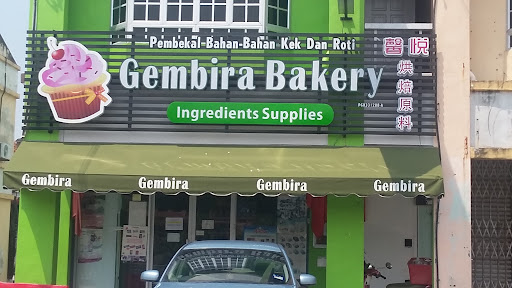 Pembekal Bahan-Bahan Kek Dan Roti
Gembira Bakery
Ingredients Supplies
馨悦
烘焙原料
Gembira
Gembira
Gembira
Gembira